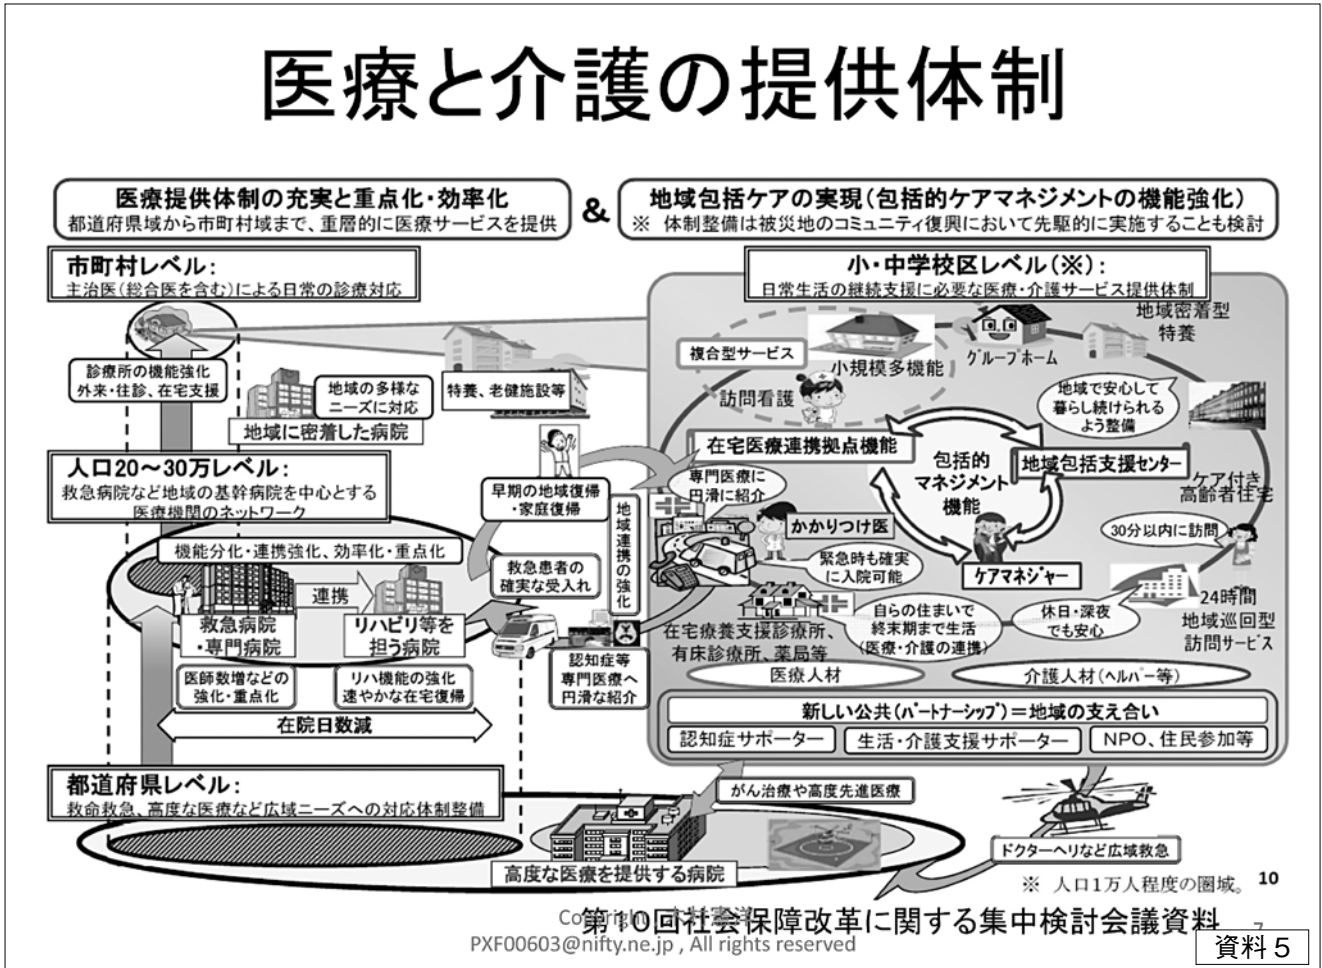 医療と介護の提供体制
医療提供体制の充実と重点化・効率化
都道府県域から市町村域まで、重層的に医療サービスを提供
&
地域包括ケアの実現(包括的ケアマネジメントの機能強化)
※ 体制整備は被災地のコミュニティ復興において先駆的に実施することも検討
市町村レベル:
主治医(総合医を含む)による日常の診療対応
小・中学校区レベル(※):
日常生活の継続支援に必要な医療・介護サービス提供体制
診療所の機能強化
外来・往診、在宅支援
地域の多様な
ニーズに対応
地域に密着した病院
特養、老健施設等
複合型サービス
小規模多機能
グループホーム
地域密着型
特養
訪問看護
地域で安心して
暮らし続けられる
よう整備
在宅医療連携拠点機能
包括的
マネジメント
機能
地域包括支援センター
ケア付き
高齢者住宅
人口20~30万レベル:
救急病院など地域の基幹病院を中心とする
医療機関のネットワーク
早期の地域復帰
・家庭復帰
地域連携の強化
専門医療に
円滑に紹介
かかりつけ医
30分以内に訪問
機能分化・連携強化、効率化・重点化
救急患者の
確実な受入れ
緊急時も確実
に入院可能
ケアマネジャー
連携
救急病院
・専門病院
リハビリ等を
担う病院
在宅療養支援診療所、
有床診療所、薬局等
自らの住まいで
終末期まで生活
(医療・介護の連携)
休日・深夜
でも安心
24時間
地域巡回型
訪問サービス
医師数増などの
強化・重点化
リハ機能の強化
速やかな在宅復帰
認知症等
専門医療へ
円滑な紹介
医療人材
介護人材(ヘルパー等)
在院日数減
新しい公共(パートナーシップ)=地域の支え合い
認知症サポーター
生活・介護支援サポーター
NPO、住民参加等
都道府県レベル:
救命救急、高度な医療など広域ニーズへの対応体制整備
がん治療や高度先進医療
高度な医療を提供する病院
ドクターヘリなど広域救急
※ 人口1万人程度の圏域。
10
第10回社会保障改革に関する集中検討会議資料
PXF00603@nifty.ne.jp , All rights reserved
7
資料5